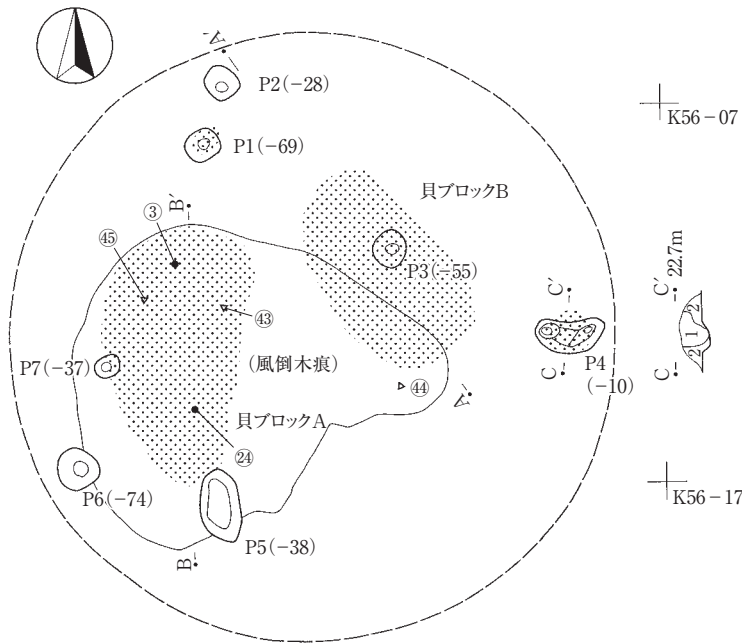 A′
P2(-28)
K56-07
P1(-69)
貝ブロックB
B′
③
㊺
P3(-55)
C′
C′
22.7m
㊸
2
1
2
(風倒木痕)
P7(-37)
C
C
P4
(-10)
㊹
A′
貝ブロックA
㉔
P6(-74)
K56-17
P5(-38)
B